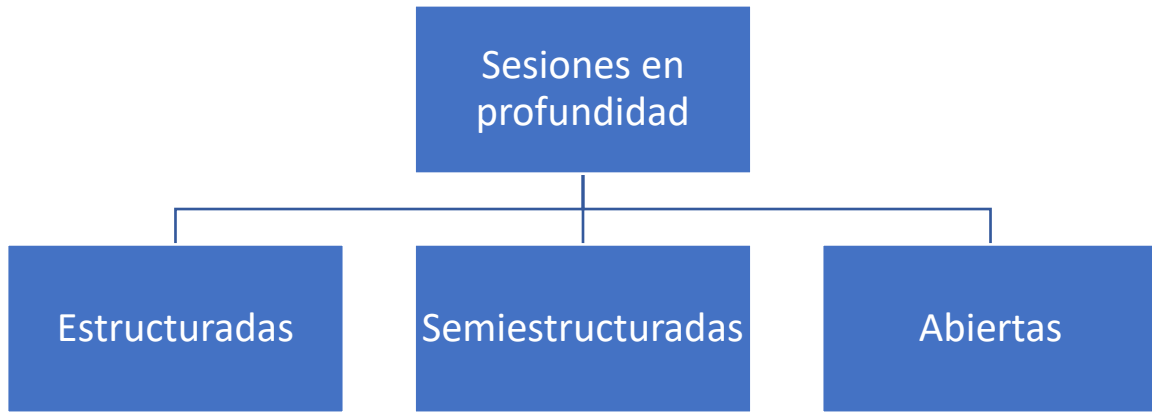 Sesiones en
profundidad
Estructuradas
Semiestructuradas
Abiertas